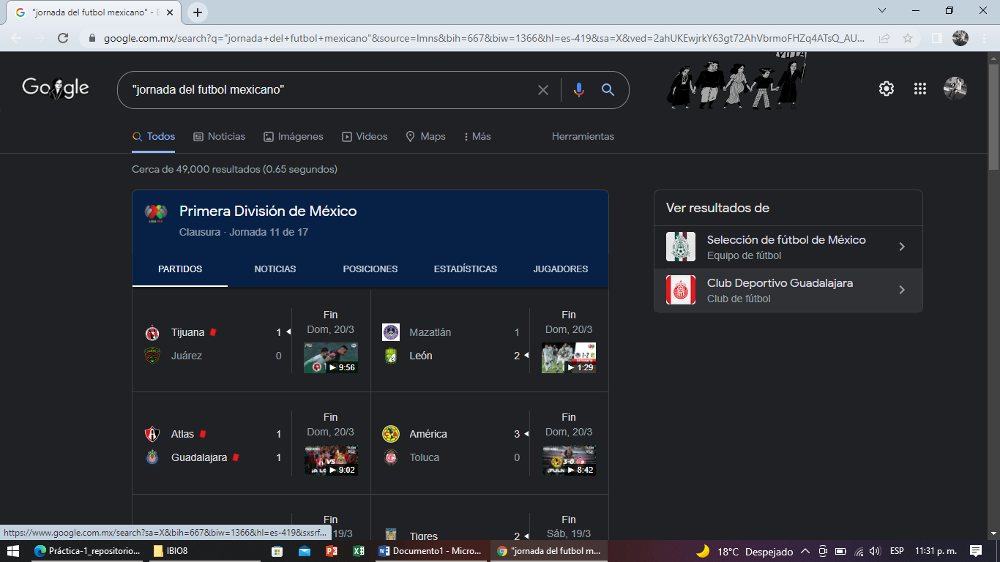 "jornada del futbol mexicano" - B
google.com.mx/search?q="jornada+del+futbol+mexicano"&source=lmns&bih=667&biw=1366&hl=es-419&sa=X&ved=2ahUKEwjrkY63gt72AhVbrmoFHZq4ATsQ_AU...
Google
"jornada del futbol mexicano"
Todos
Noticias
Imágenes
Videos
Maps
Más
Herramientas
Cerca de 49,000 resultados (0.65 segundos)
Primera División de México
Clausura · Jornada 11 de 17
PARTIDOS
NOTICIAS
POSICIONES
ESTADÍSTICAS
JUGADORES
Tijuana 1
Juárez 0
Fin
Dom, 20/3
9:56
Mazatlán 1
León 2
Fin
Dom, 20/3
1:29
Atlas 1
Guadalajara 1
Fin
Dom, 20/3
9:02
América 3
Toluca 0
Fin
Dom, 20/3
8:42
Fin
19/3
Tigres 2
Fin
Sáb, 19/3
Ver resultados de
Selección de fútbol de México
Equipo de fútbol
Club Deportivo Guadalajara
Club de fútbol
https://www.google.com.mx/search?sa=X&bih=667&biw=1366&hl=es-419&sxsrf...
Práctica-1_repositorio...
IBIO8
Documento1 - Micro...
"jornada del futbol m...
18°C Despejado
ESP
11:31 p. m.